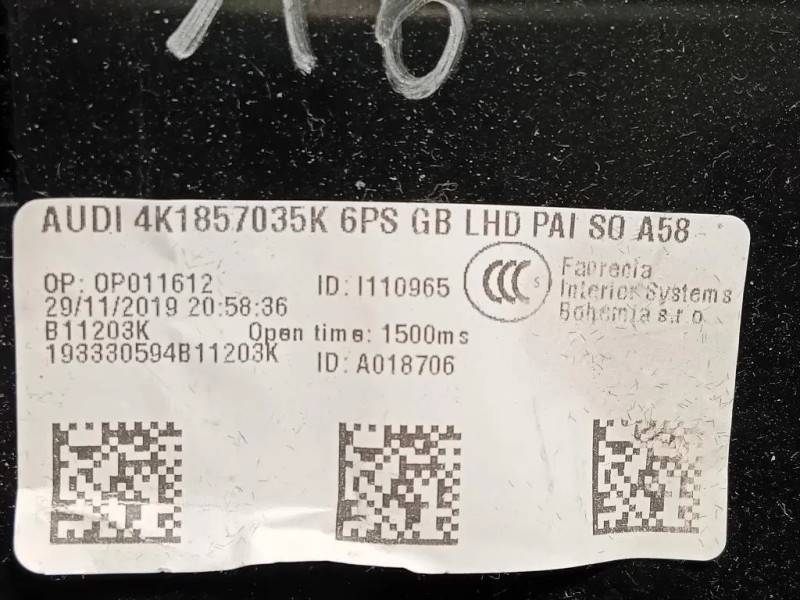 AUDI 4K1857035K 6PS GB LHD PAI SO A58
OP: OP011612
ID: I110965
29/11/2019 20:58:36
B11203K
Open time: 1500ms
193330594B11203K
ID: A018706
CCC S
Faurecia
Interior Systems
Bohemia s.r.o